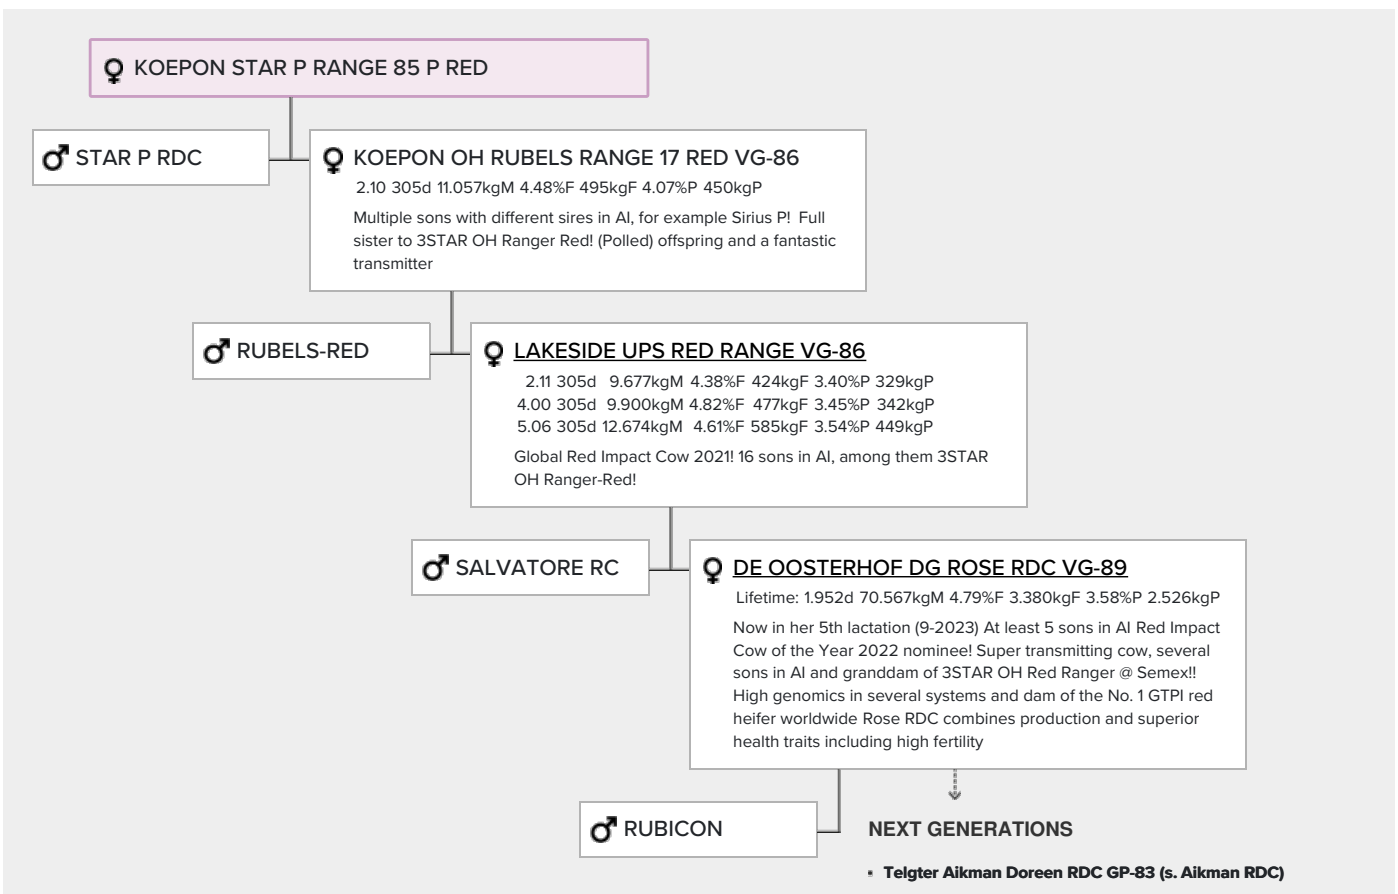 KOEPON STAR P RANGE 85 P RED
STAR P RDC
KOEPON OH RUBELS RANGE 17 RED VG-86
2.10 305d 11.057kgM 4.48%F 495kgF 4.07%P 450kgP
Multiple sons with different sires in AI, for example Sirius P! Full
sister to 3STAR OH Ranger Red! (Polled) offspring and a fantastic
transmitter
RUBELS-RED
LAKESIDE UPS RED RANGE VG-86
2.11 305d 9.677kgM 4.38%F 424kgF 3.40%P 329kgP
4.00 305d 9.900kgM 4.82%F 477kgF 3.45%P 342kgP
5.06 305d 12.674kgM 4.61%F 585kgF 3.54%P 449kgP
Global Red Impact Cow 2021! 16 sons in AI, among them 3STAR
OH Ranger-Red!
SALVATORE RC
DE OOSTERHOF DG ROSE RDC VG-89
Lifetime: 1.952d 70.567kgM 4.79%F 3.380kgF 3.58%P 2.526kgP
Now in her 5th lactation (9-2023) At least 5 sons in AI Red Impact
Cow of the Year 2022 nominee! Super transmitting cow, several
sons in AI and granddam of 3STAR OH Red Ranger @ Semex!!
High genomics in several systems and dam of the No. 1 GTPI red
heifer worldwide Rose RDC combines production and superior
health traits including high fertility
RUBICON
NEXT GENERATIONS
▪ Telgter Aikman Doreen RDC GP-83 (s. Aikman RDC)